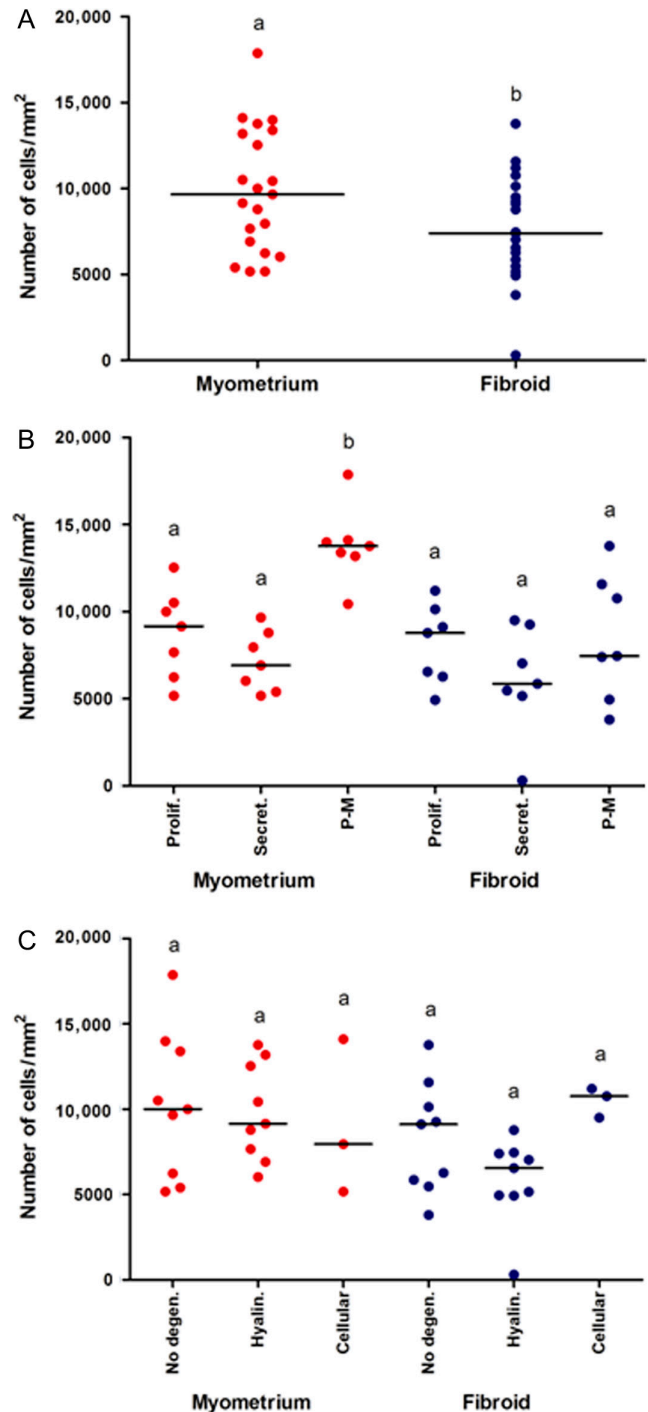 A
20,000
15,000
10,000
5000
0
Number of cells/mm²
a
b
Myometrium Fibroid
B
20,000
15,000
10,000
5000
0
Number of cells/mm²
a
a
b
a
a
a
Prolif. Secret. P-M Prolif. Secret. P-M
Myometrium Fibroid
C
20,000
15,000
10,000
5000
0
Number of cells/mm²
a
a
a
a
a
a
No degen. Hyalin. Cellular No degen. Hyalin. Cellular
Myometrium Fibroid